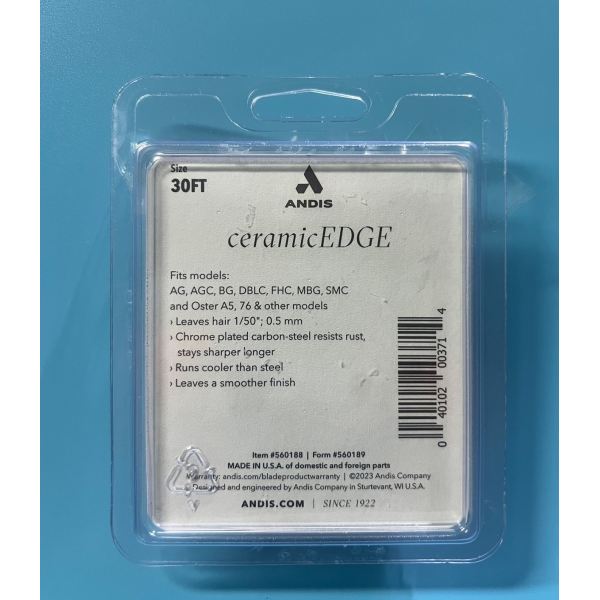 Size
30FT
ANDIS
ceramicEDGE
Fits models:
AG, AGC, BG, DBLC, FHC, MBG, SMC
and Oster A5, 76 & other models
› Leaves hair 1/50"; 0.5 mm
› Chrome plated carbon-steel resists rust,
stays sharper longer
› Runs cooler than steel
› Leaves a smoother finish
0 40102 00371 4
Item #560188 | Form #560189
MADE IN U.S.A. of domestic and foreign parts
Warranty: andis.com/bladeproductwarranty | ©2023 Andis Company
Designed and engineered by Andis Company in Sturtevant, WI U.S.A.
ANDIS.COM | SINCE 1922